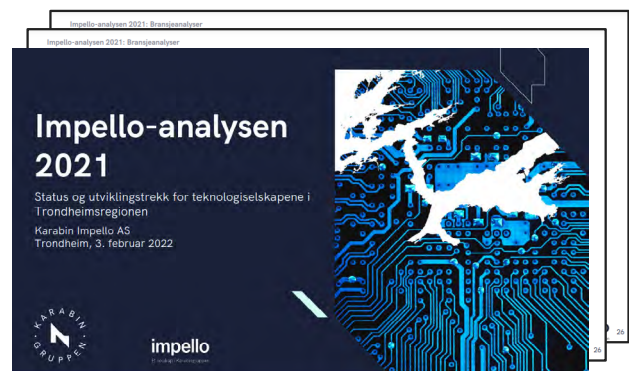 Impello-analysen 2021: Bransjeanalyser
Impello-analysen 2021: Bransjeanalyser
Impello-analysen
2021
Status og utviklingstrekk for teknologiselskapene i
Trondheimsregionen
Karabin Impello AS
Trondheim, 3. februar 2022
KARABIN
GRUPPEN
impello
26
26